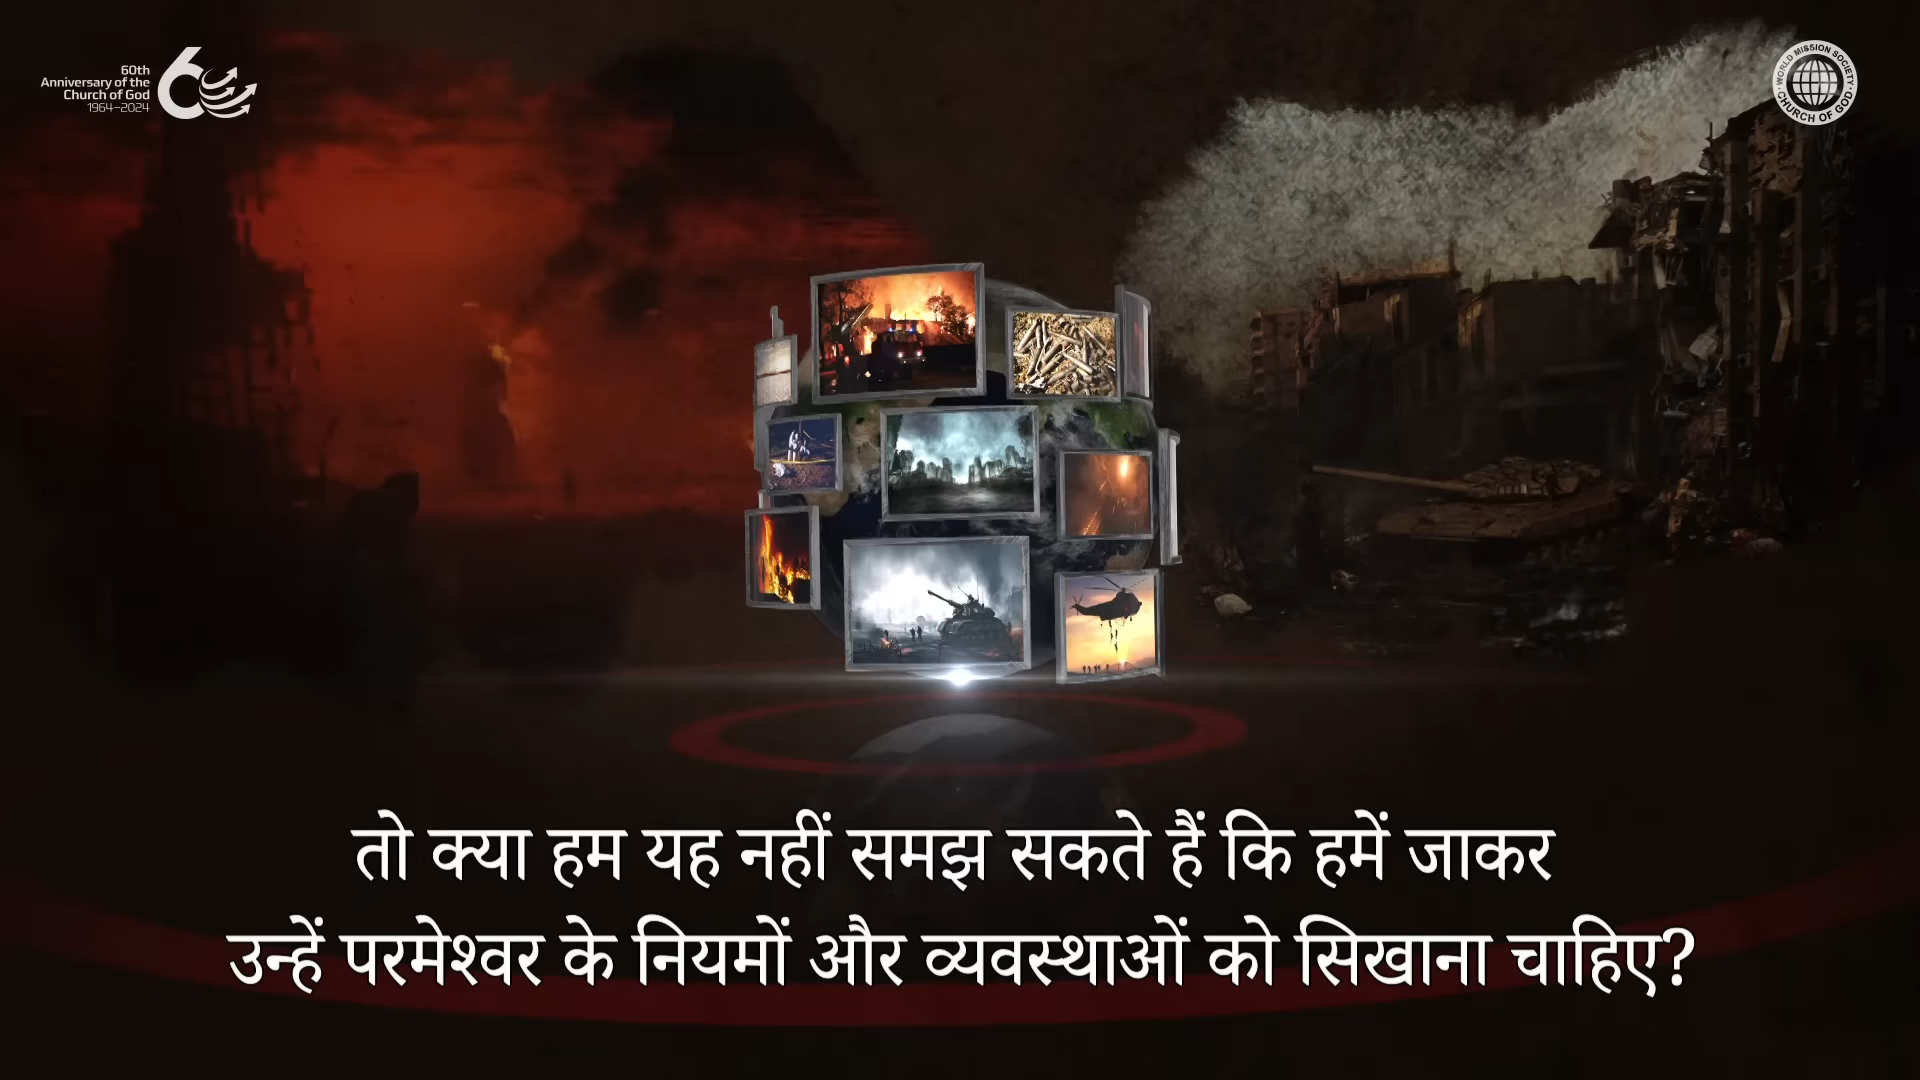 60th
Anniversary of the
Church of God
1964–2024
60
WORLD MISSION SOCIETY
CHURCH OF GOD
तो क्या हम यह नहीं समझ सकते हैं कि हमें जाकर
उन्हें परमेश्वर के नियमों और व्यवस्थाओं को सिखाना चाहिए?